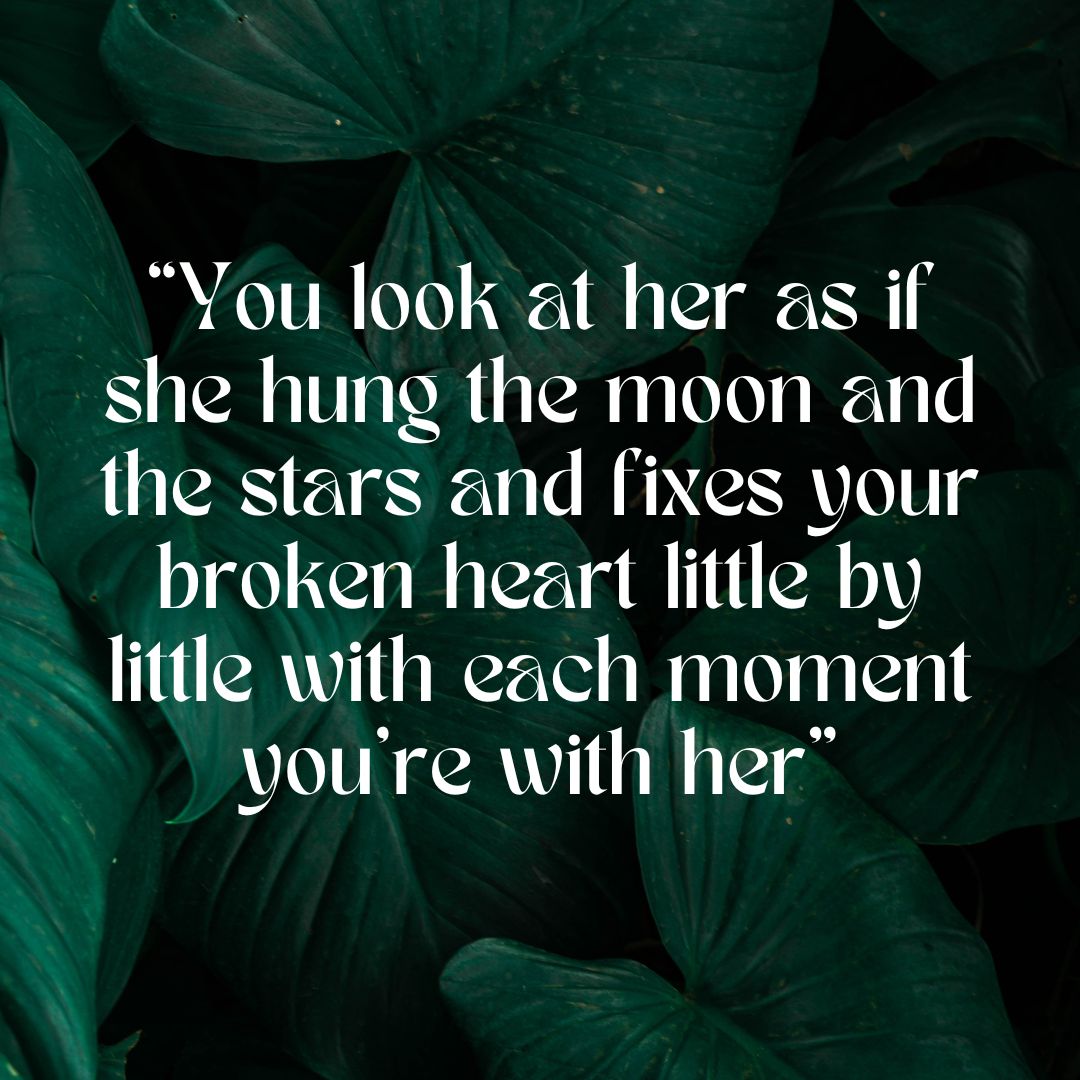 “You look at her as if
she hung the moon and
the stars and fixes your
broken heart little by
little with each moment
you’re with her”